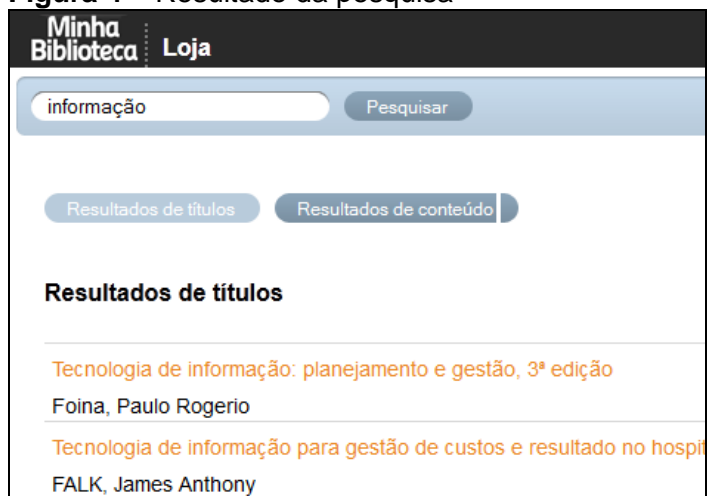 Figura – Resultado da pesquisa
Minha
Biblioteca Loja
informação Pesquisar
Resultados de títulos Resultados de conteúdo
Resultados de títulos
Tecnologia de informação: planejamento e gestão, 3ª edição
Foina, Paulo Rogerio
Tecnologia de informação para gestão de custos e resultado no hospit
FALK, James Anthony